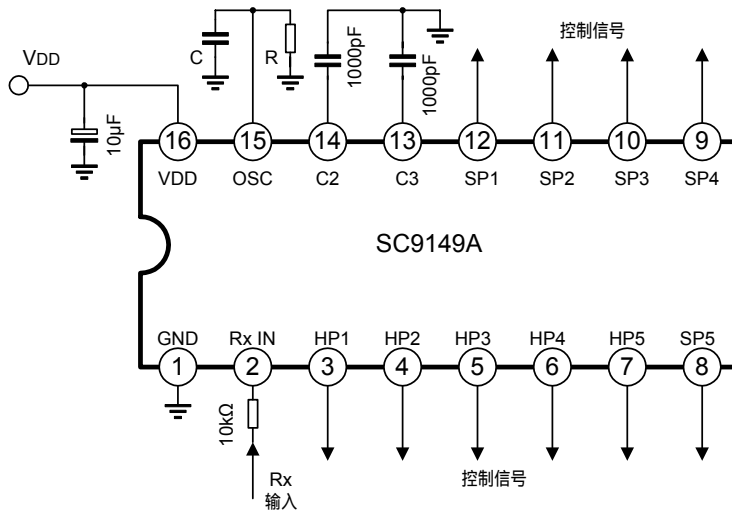 控制信号
VDD
C
R
1000pF
1000pF
10μF
16
15
14
13
12
11
10
9
VDD
OSC
C2
C3
SP1
SP2
SP3
SP4
SC9149A
GND
Rx IN
HP1
HP2
HP3
HP4
HP5
SP5
1
2
3
4
5
6
7
8
10kΩ
Rx
输入
控制信号